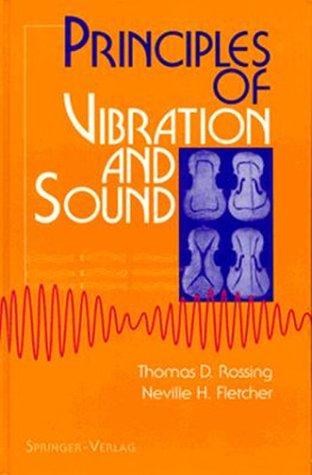 PRINCIPLES
OF
VIBRATION
AND
SOUND
Thomas D. Rossing
Neville H. Fletcher
SPRINGER-VERLAG